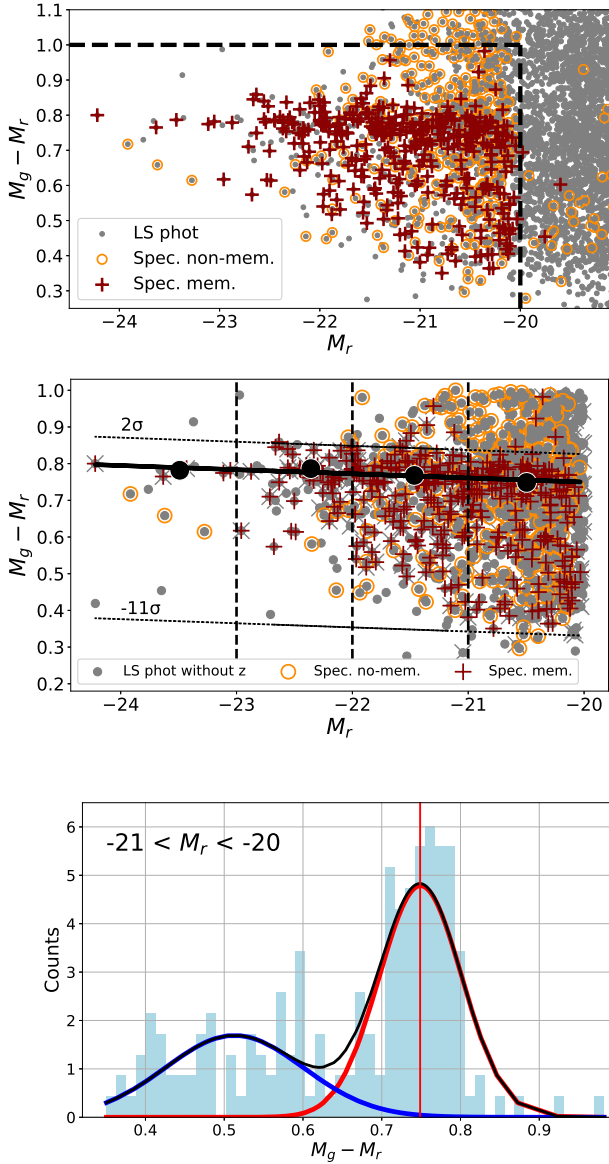 1.1
1.0
0.9
0.8
0.7
0.6
0.5
0.4
0.3
M_g − M_r
LS phot
Spec. non-mem.
Spec. mem.
−24 −23 −22 −21 −20
M_r
1.0
0.9
0.8
0.7
0.6
0.5
0.4
0.3
0.2
M_g − M_r
2σ
-11σ
LS phot without z Spec. no-mem. Spec. mem.
−24 −23 −22 −21 −20
M_r
-21 < M_r < -20
6
5
4
3
2
1
0
Counts
0.4 0.5 0.6 0.7 0.8 0.9
M_g − M_r